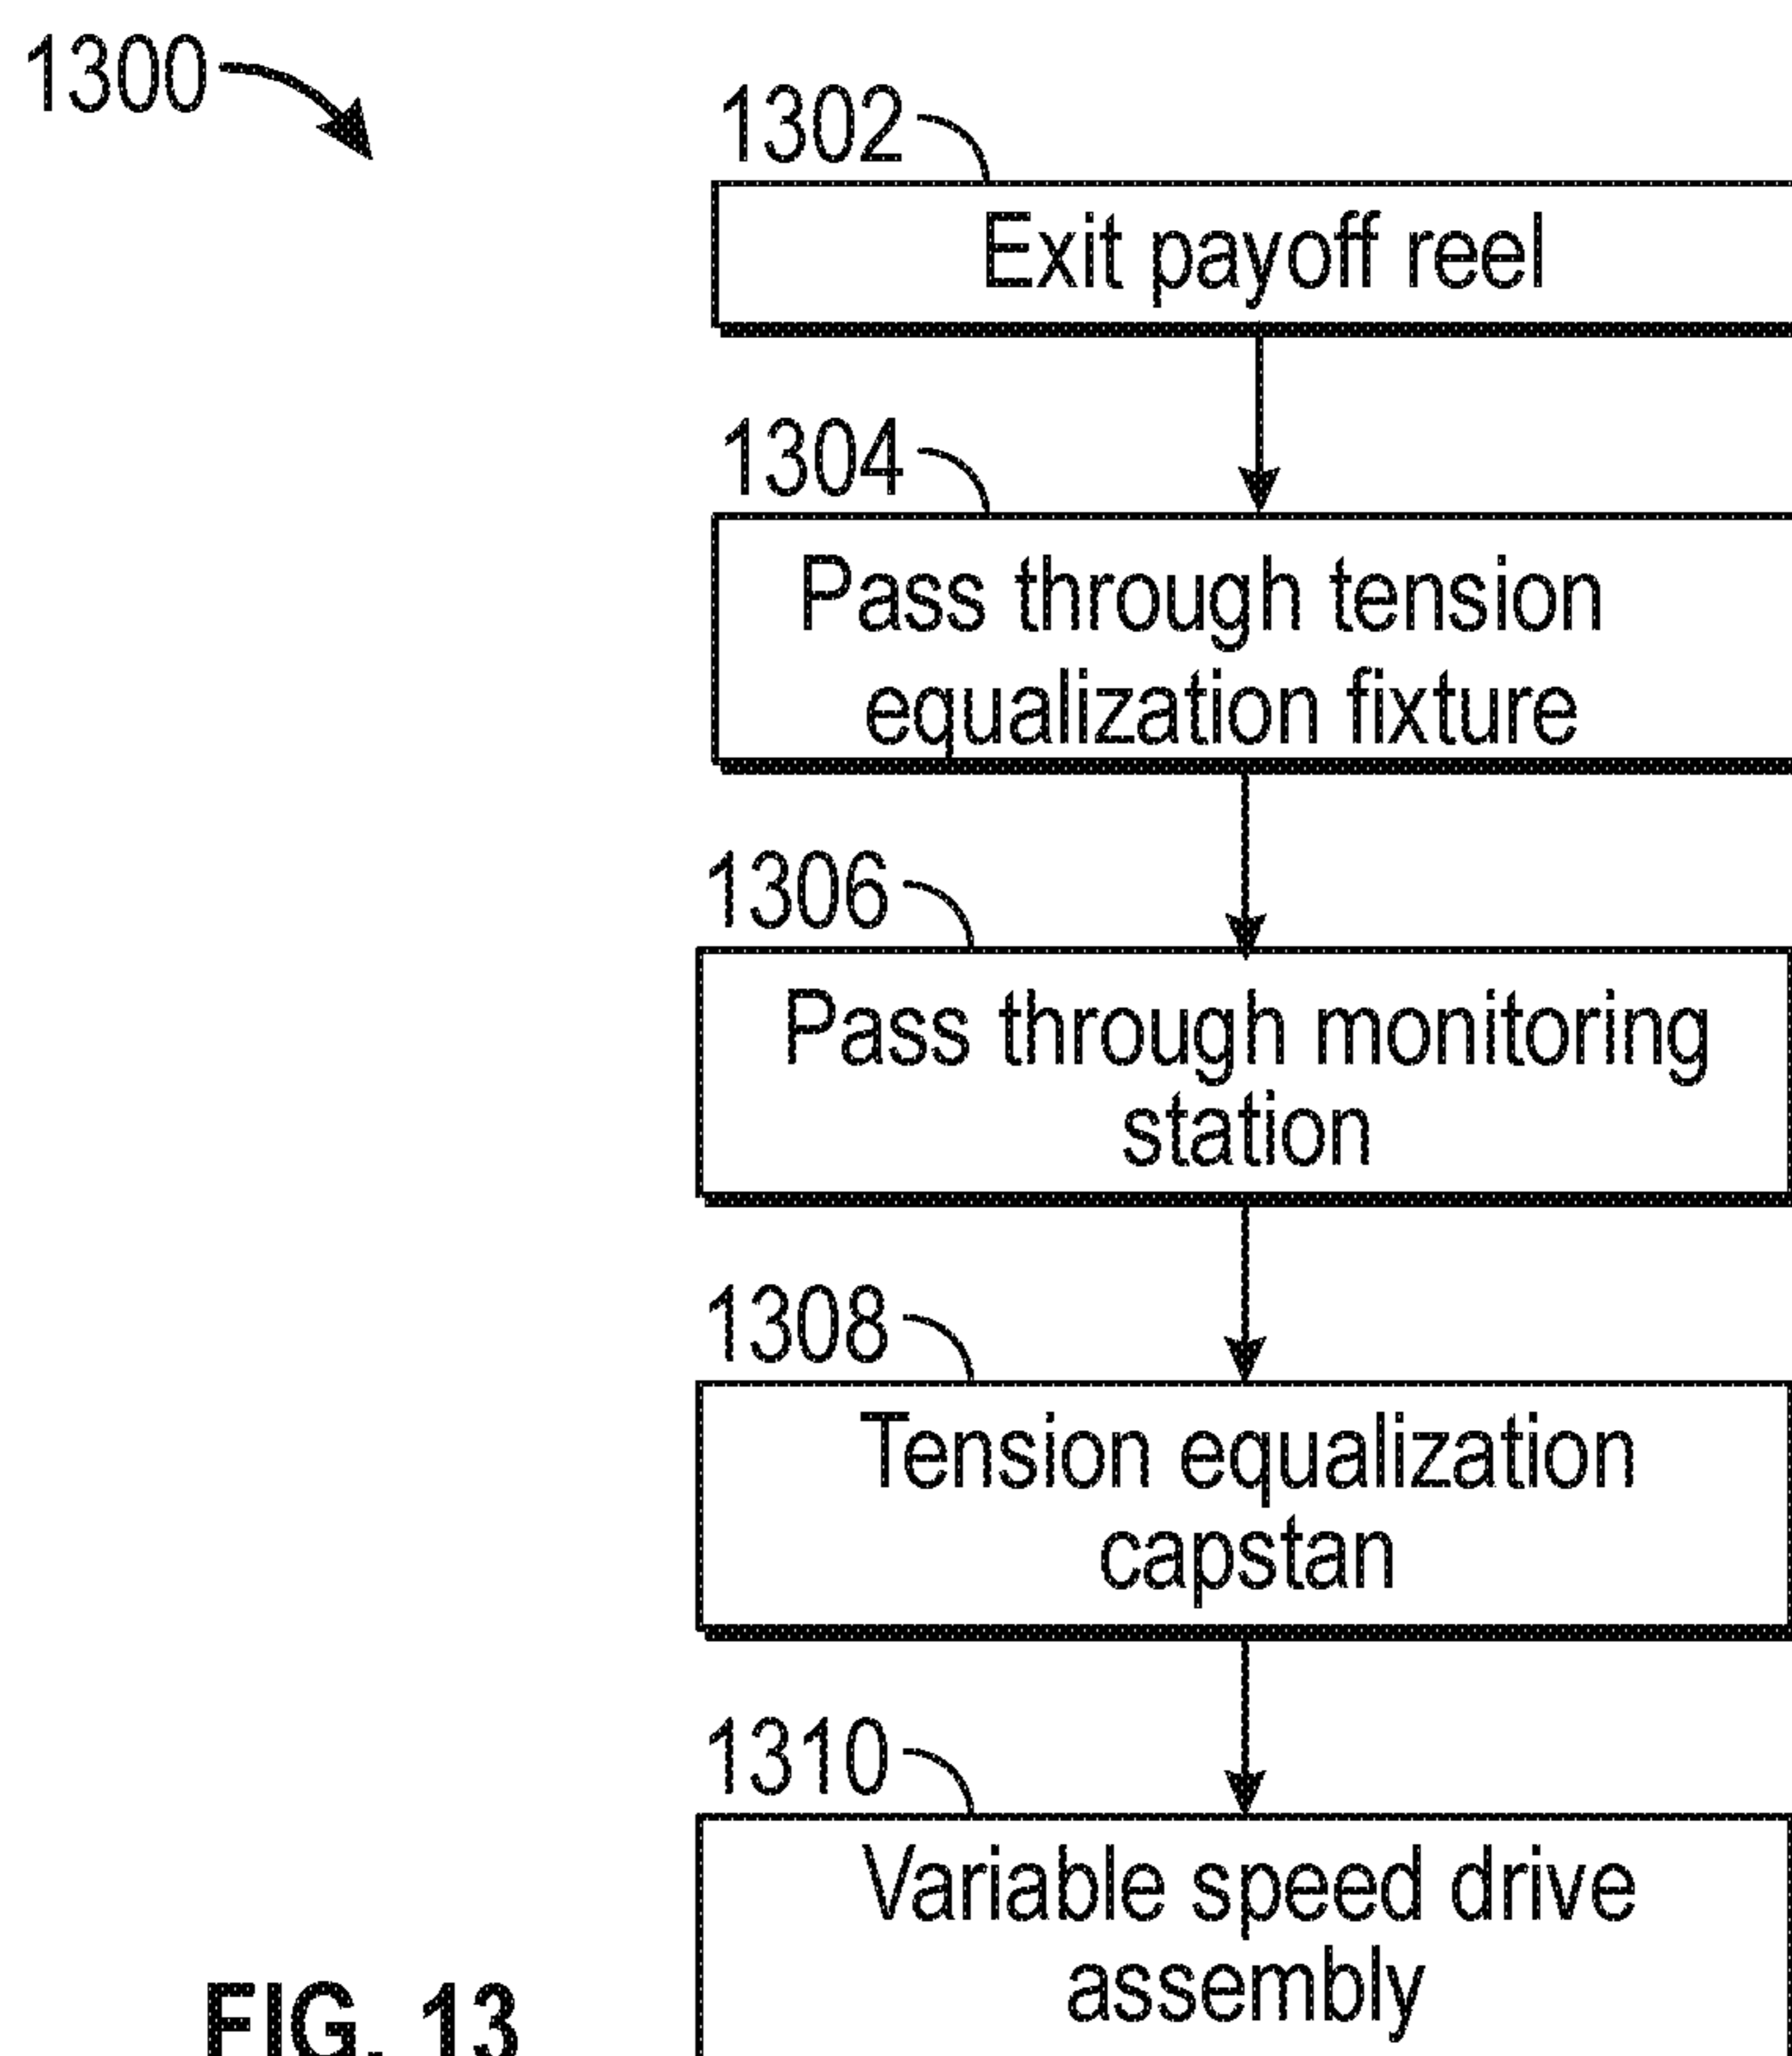 1300
1302
Exit payoff reel
1304
Pass through tension
equalization fixture
1306
Pass through monitoring
station
1308
Tension equalization
capstan
1310
Variable speed drive
assembly
FIG. 13